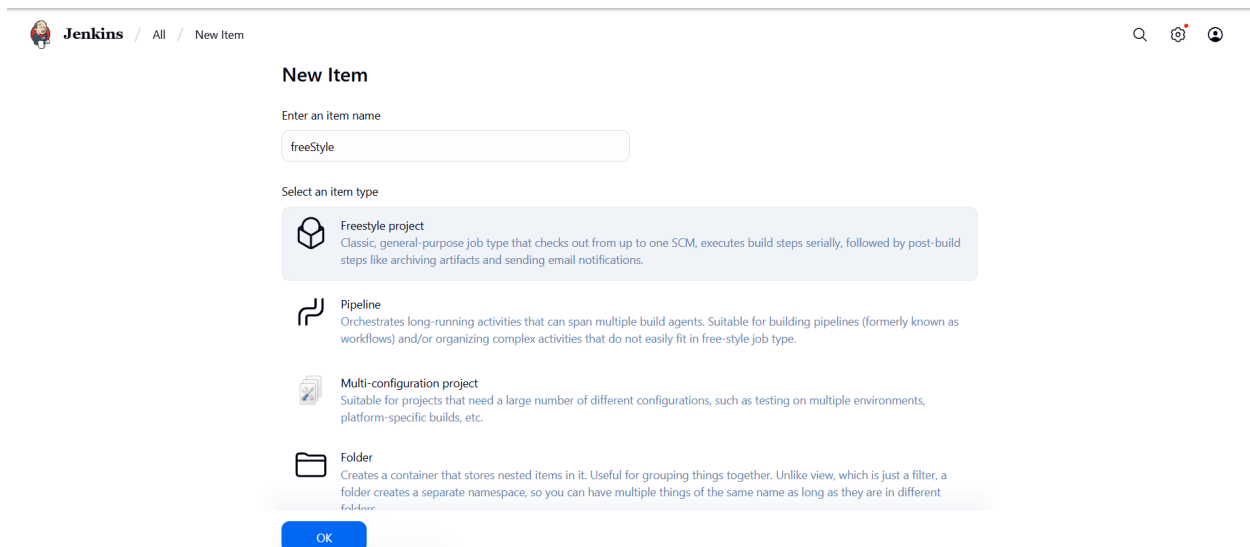 Jenkins / All / New Item
New Item
Enter an item name
freeStyle
Select an item type
Freestyle project
Classic, general-purpose job type that checks out from up to one SCM, executes build steps serially, followed by post-build
steps like archiving artifacts and sending email notifications.
Pipeline
Orchestrates long-running activities that can span multiple build agents. Suitable for building pipelines (formerly known as
workflows) and/or organizing complex activities that do not easily fit in free-style job type.
Multi-configuration project
Suitable for projects that need a large number of different configurations, such as testing on multiple environments,
platform-specific builds, etc.
Folder
Creates a container that stores nested items in it. Useful for grouping things together. Unlike view, which is just a filter, a
folder creates a separate namespace, so you can have multiple things of the same name as long as they are in different
folders.
OK